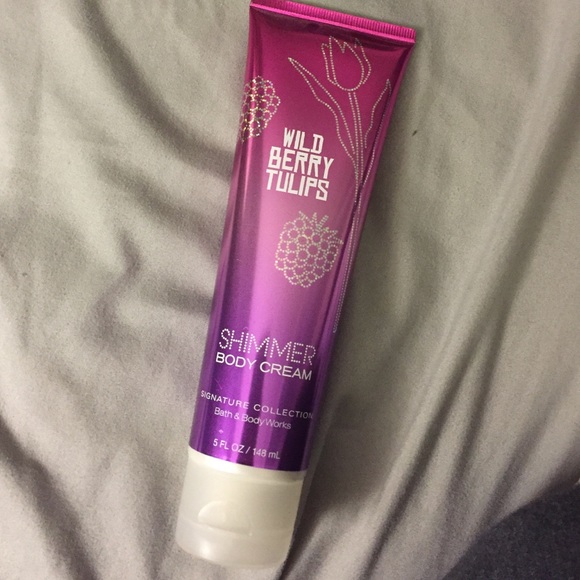 WILD
BERRY
TULIPS
SHIMMER
BODY CREAM
SIGNATURE COLLECTION
Bath & Body Works
5 FL OZ / 148 mL